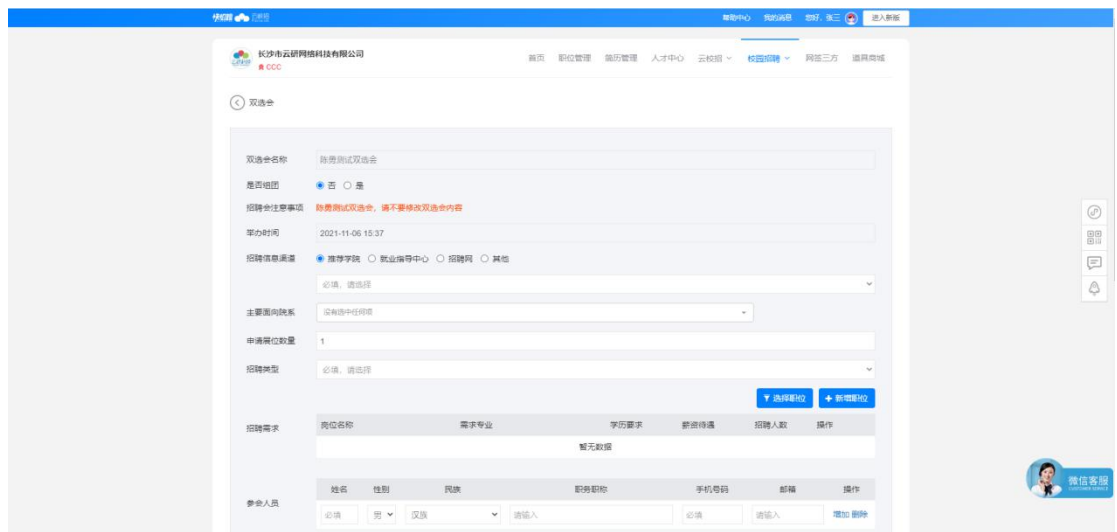 云就业 帮助中心 我的消息 您好，张三 进入新版
长沙市云研网络科技有限公司
CCC
首页 职位管理 简历管理 人才中心 云校招 校园招聘 网签三方 道具商城
双选会
双选会名称 陈勇测试双选会
是否组团 否 是
招聘会注意事项 陈勇测试双选会，请不要修改双选会内容
举办时间 2021-11-06 15:37
招聘信息渠道 推荐学院 就业指导中心 招聘网 其他
必填，请选择
主要面向院系 没有选中任何项
申请展位数量 1
招聘类型 必填，请选择
选择职位 新增职位
招聘需求 岗位名称 需求专业 学历要求 薪资待遇 招聘人数 操作
暂无数据
姓名 性别 民族 职务职称 手机号码 邮箱 操作
参会人员
必填 男 汉族 请输入 必填 请输入 增加 删除
微信客服
CUSTOMER SERVICE